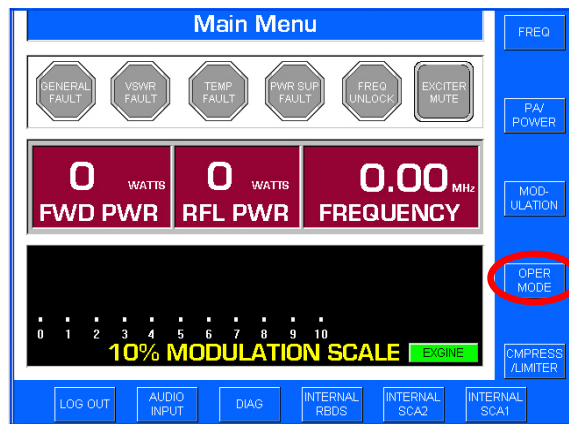 Main Menu
FREQ
GENERAL
FAULT
VSWR
FAULT
TEMP
FAULT
PWR SUP
FAULT
FREQ
UNLOCK
EXCITER
MUTE
PA/
POWER
0 WATTS
FWD PWR
0 WATTS
RFL PWR
0.00 MHz
FREQUENCY
MOD-
ULATION
OPER
MODE
0 1 2 3 4 5 6 7 8 9 10
10% MODULATION SCALE
EXGINE
CMPRESS
/LIMITER
LOG OUT
AUDIO
INPUT
DIAG
INTERNAL
RBDS
INTERNAL
SCA2
INTERNAL
SCA1